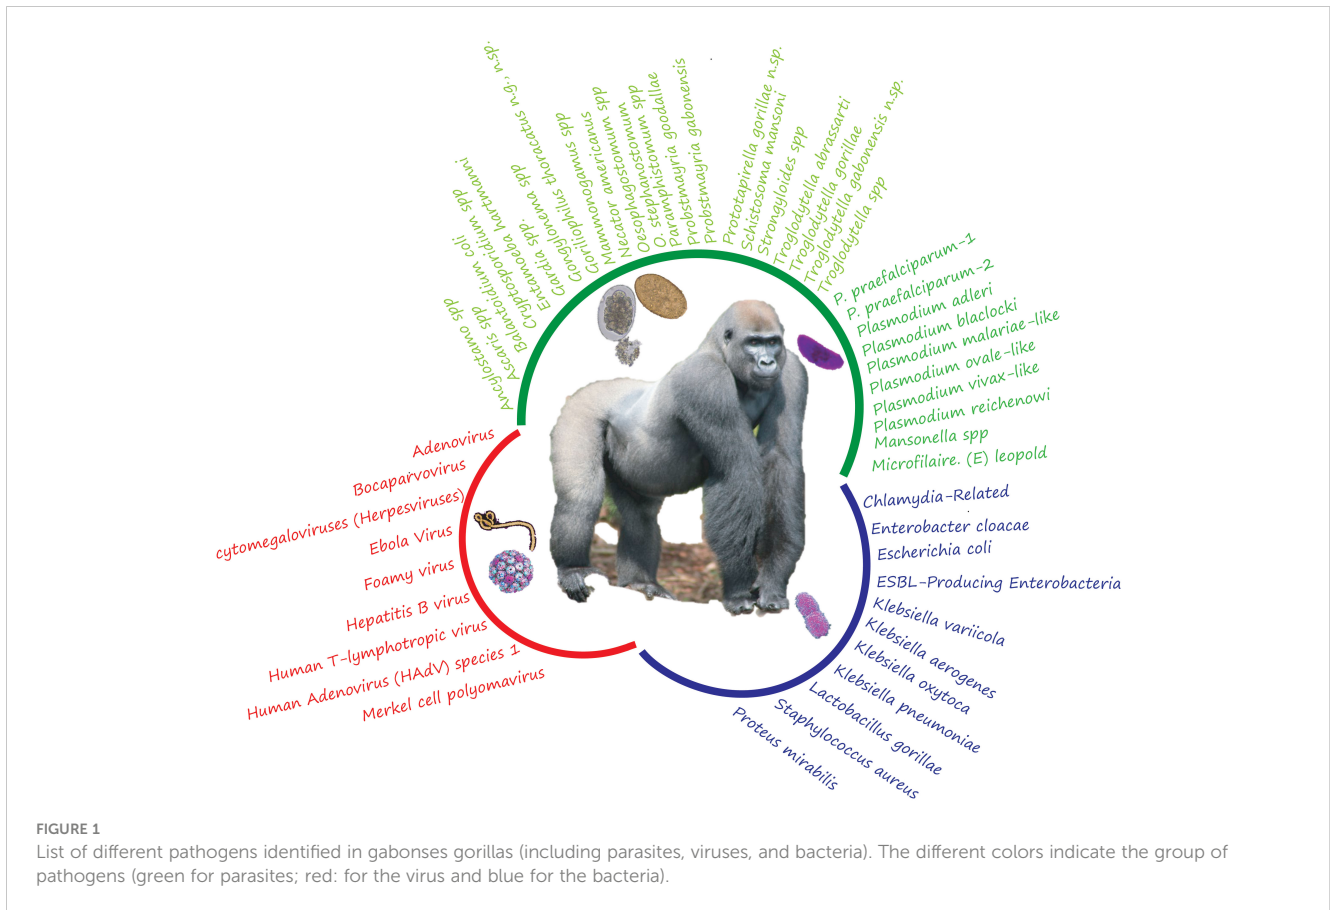 Ancylostamo spp
Ascaris spp
Balantoidium coli
Cryptosporidium spp
Entamoeba hartmanni
Gardia spp.
Gongylonema spp
Goriliophilus thoracatus n.g., n.sp.
Mammonogamus spp
Necator americanus
Oesophagostomum spp
O. stephanostomum
Paramphistomum spp
Probstmayria goodallae
Probstmayria gabonensis
Prototapirella gorillae n.sp.
Schistosoma mansoni
Strongyloides spp
Troglodytella abrassarti
Troglodytella gorillae
Troglodytella gabonensis n.sp.
Troglodytella spp
P. praefalciparum-1
P. praefalciparum-2
Plasmodium adleri
Plasmodium blaclocki
Plasmodium malariae-like
Plasmodium ovale-like
Plasmodium vivax-like
Plasmodium reichenowi
Mansonella spp
Microfilaire. (E) leopold
Chlamydia-Related
Enterobacter cloacae
Escherichia coli
ESBL-Producing Enterobacteria
Klebsiella variicola
Klebsiella aerogenes
Klebsiella oxytoca
Klebsiella pneumoniae
Lactobacillus gorillae
Staphylococcus aureus
Proteus mirabilis
Adenovirus
Bocaparvovirus
cytomegaloviruses (Herpesviruses)
Ebola Virus
Foamy virus
Hepatitis B virus
Human T-lymphotropic virus
Human Adenovirus (HAdV) species 1
Merkel cell polyomavirus
FIGURE 1
List of different pathogens identified in gabonses gorillas (including parasites, viruses, and bacteria). The different colors indicate the group of
pathogens (green for parasites; red: for the virus and blue for the bacteria).